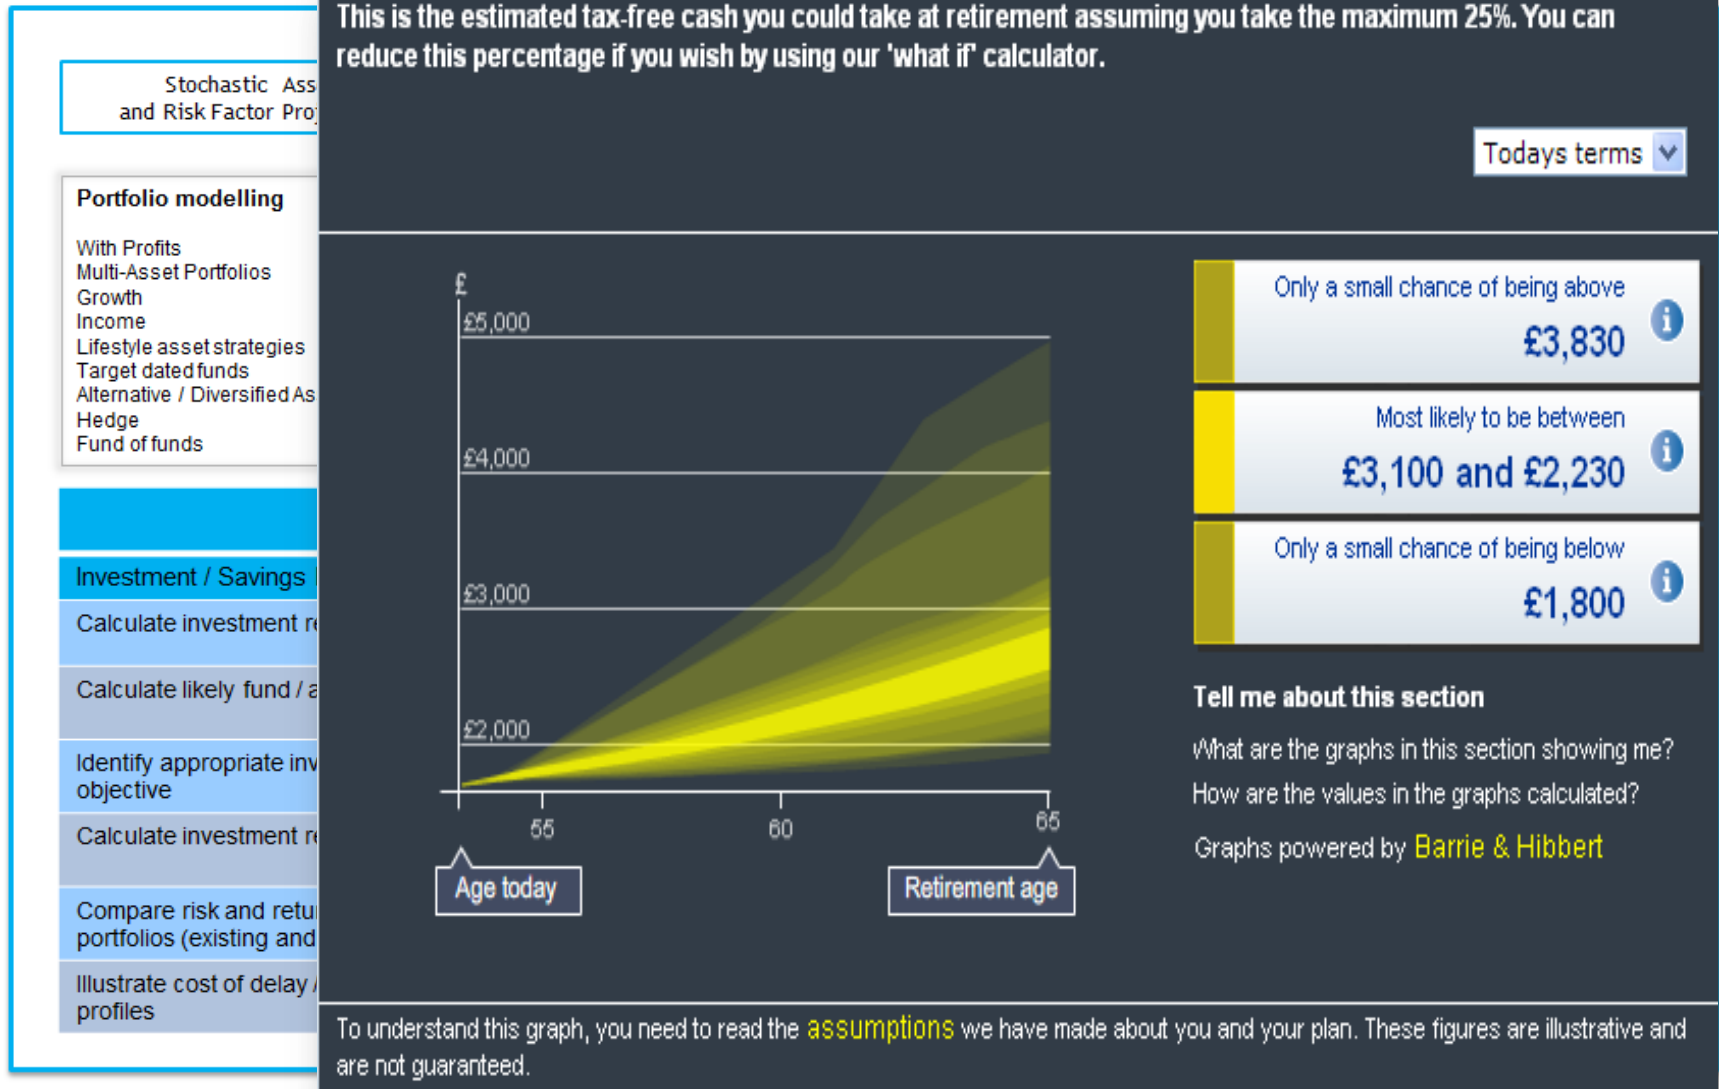 Stochastic
and Risk Factor
Portfolio modelling
With Profits
Multi-Asset Portfolios
Growth
Income
Lifestyle asset strategies
Target dated funds
Alternative / Diversified
Hedge
Fund of funds
Investment / Savings
Calculate investment
Calculate likely fund /
Identify appropriate
objective
Calculate investment
Compare risk and
portfolios (existing and
Illustrate cost of delay
profiles
This is the estimated tax-free cash you could take at retirement assuming you take the maximum 25%. You can
reduce this percentage if you wish by using our 'what if' calculator.
Todays terms
£
£5,000
£4,000
£3,000
£2,000
55
60
65
Age today
Retirement age
Only a small chance of being above
£3,830
Most likely to be between
£3,100 and £2,230
Only a small chance of being below
£1,800
Tell me about this section
What are the graphs in this section showing me?
How are the values in the graphs calculated?
Graphs powered by Barrie & Hibbert
To understand this graph, you need to read the assumptions we have made about you and your plan. These figures are illustrative and
are not guaranteed.